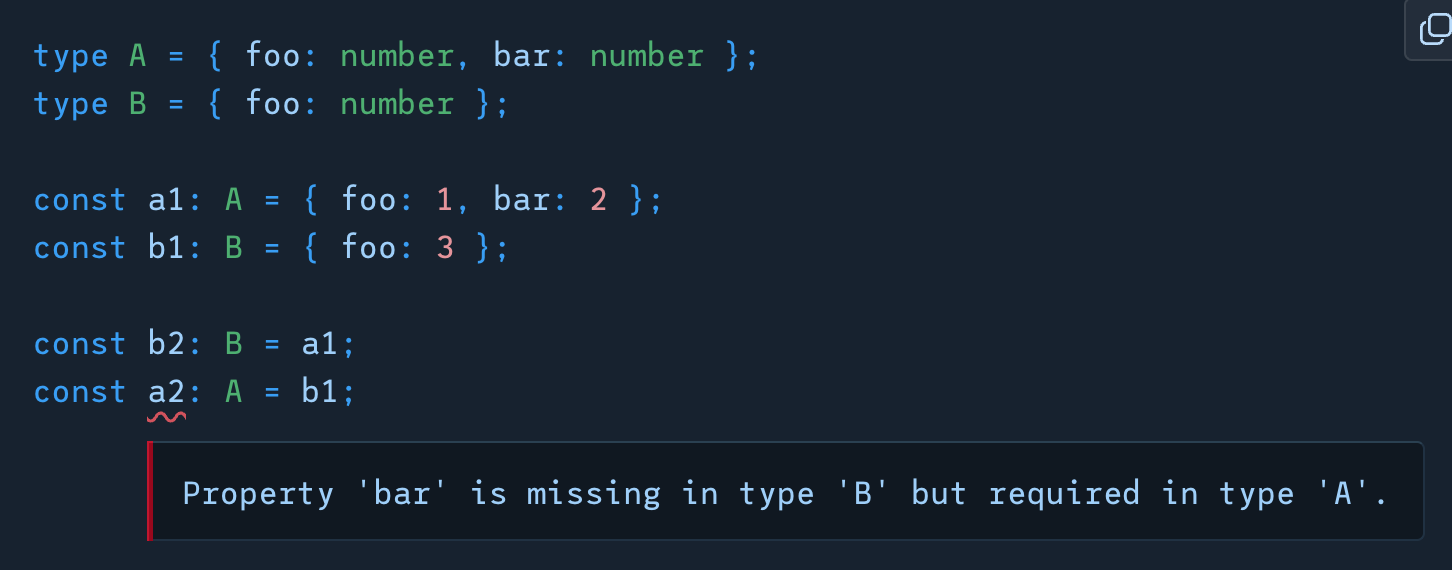 type A = { foo: number, bar: number };
type B = { foo: number };
const a1: A = { foo: 1, bar: 2 };
const b1: B = { foo: 3 };
const b2: B = a1;
const a2: A = b1;
Property 'bar' is missing in type 'B' but required in type 'A'.